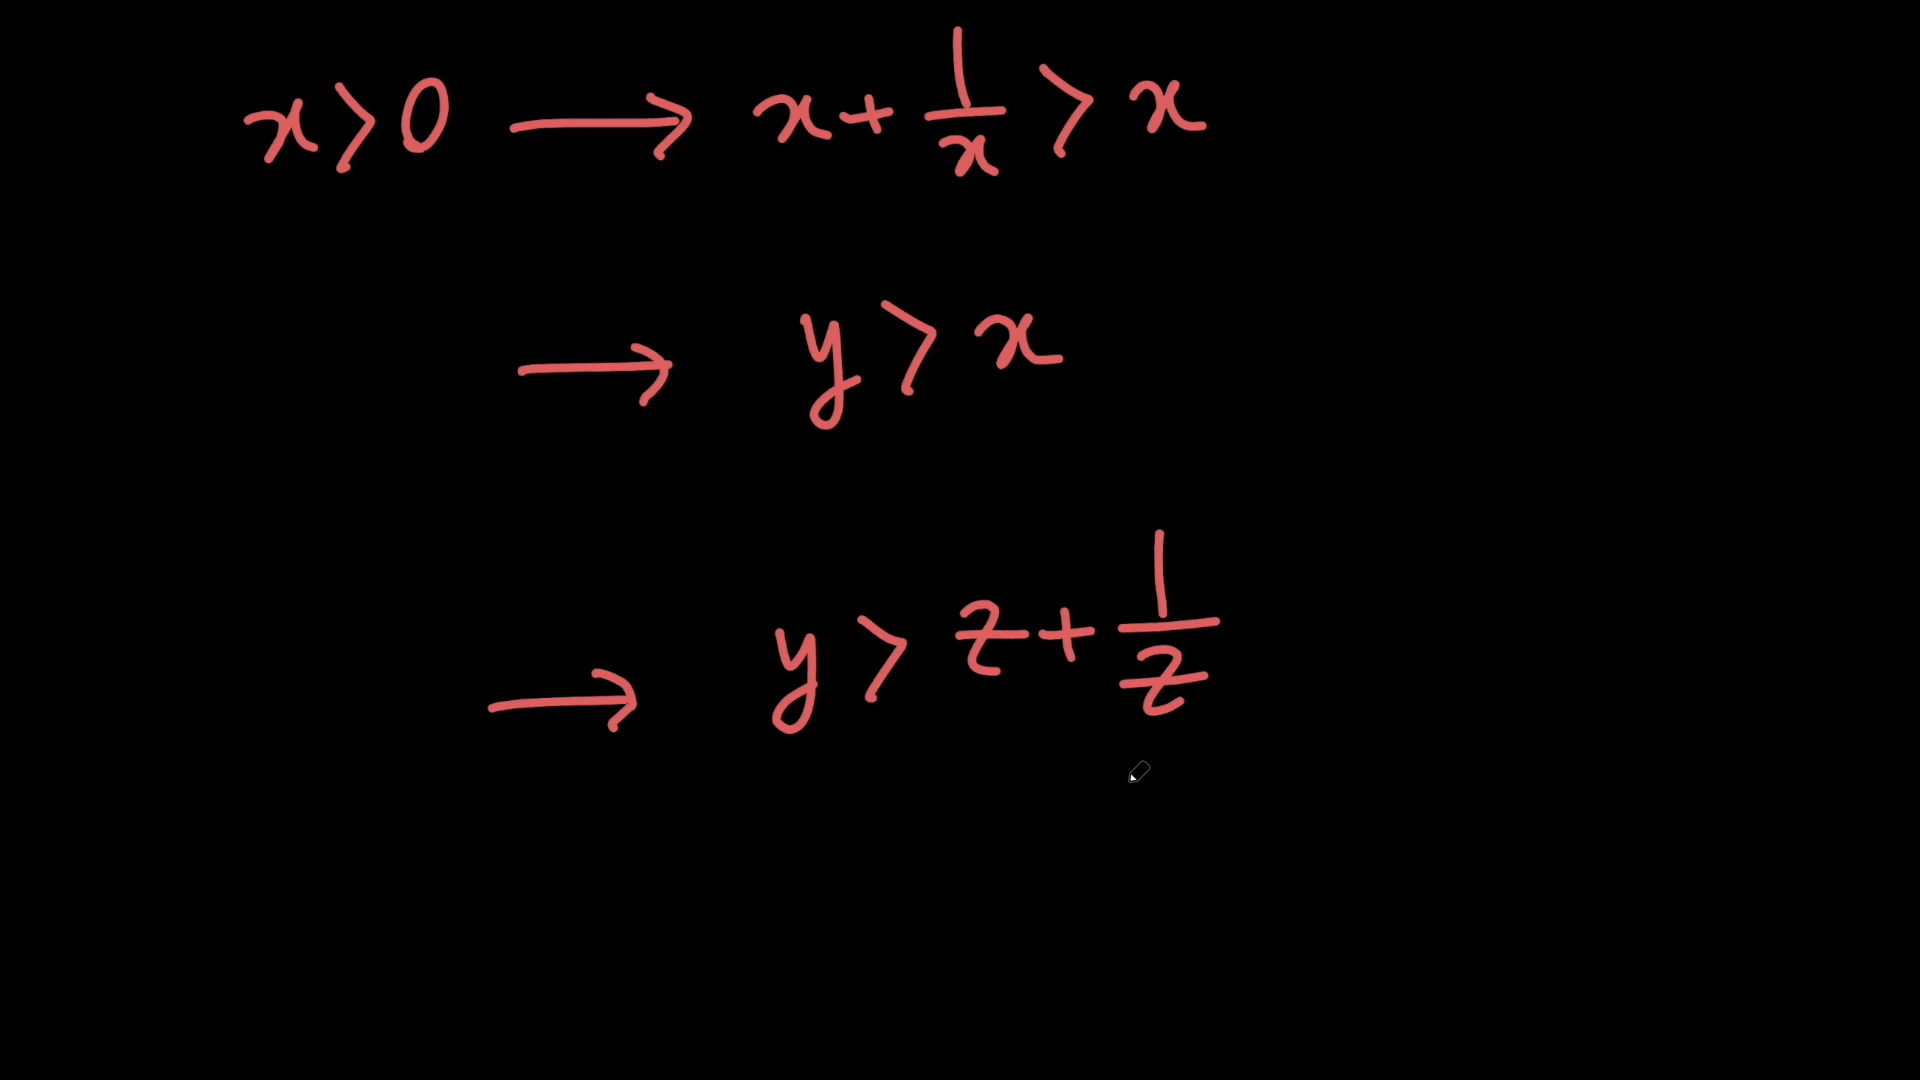 x > 0 ⟶ x + 1/x > x
⟶ y > x
⟶ y > z + 1/z